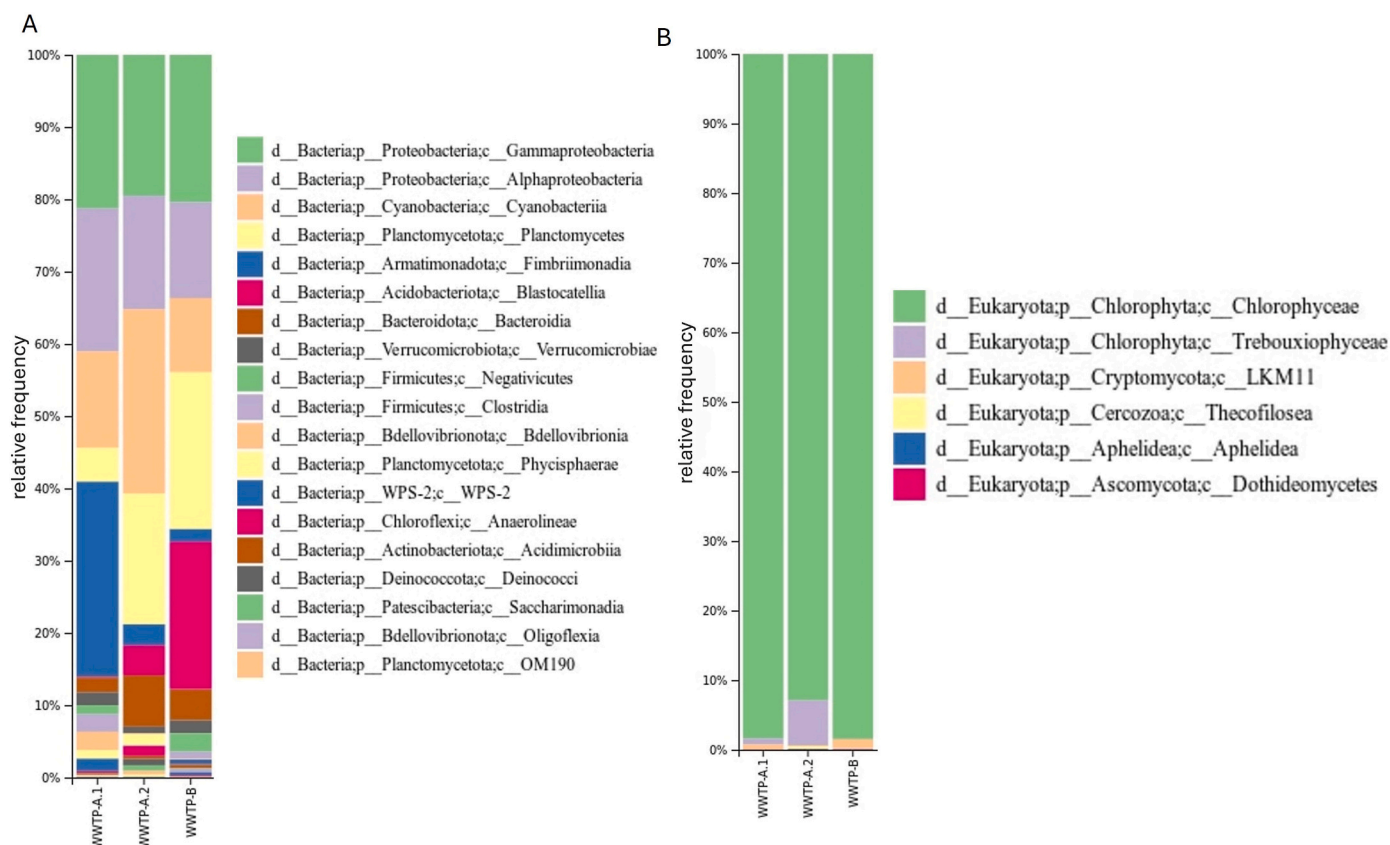 A
100%
90%
80%
70%
60%
50%
40%
30%
20%
10%
0%
relative frequency
WWTP-A.1
WWTP-A.2
WWTP-B
d__Bacteria;p__Proteobacteria;c__Gammaproteobacteria
d__Bacteria;p__Proteobacteria;c__Alphaproteobacteria
d__Bacteria;p__Cyanobacteria;c__Cyanobacteriia
d__Bacteria;p__Planctomycetota;c__Planctomycetes
d__Bacteria;p__Armatimonadota;c__Fimbriimonadia
d__Bacteria;p__Acidobacteriota;c__Blastocatellia
d__Bacteria;p__Bacteroidota;c__Bacteroidia
d__Bacteria;p__Verrucomicrobiota;c__Verrucomicrobiae
d__Bacteria;p__Firmicutes;c__Negativicutes
d__Bacteria;p__Firmicutes;c__Clostridia
d__Bacteria;p__Bdellovibrionota;c__Bdellovibrionia
d__Bacteria;p__Planctomycetota;c__Phycisphaerae
d__Bacteria;p__WPS-2;c__WPS-2
d__Bacteria;p__Chloroflexi;c__Anaerolineae
d__Bacteria;p__Actinobacteriota;c__Acidimicrobiia
d__Bacteria;p__Deinococcota;c__Deinococci
d__Bacteria;p__Patescibacteria;c__Saccharimonadia
d__Bacteria;p__Bdellovibrionota;c__Oligoflexia
d__Bacteria;p__Planctomycetota;c__OM190
B
100%
90%
80%
70%
60%
50%
40%
30%
20%
10%
0%
relative frequency
WWTP-A.1
WWTP-A.2
WWTP-B
d__Eukaryota;p__Chlorophyta;c__Chlorophyceae
d__Eukaryota;p__Chlorophyta;c__Trebouxiophyceae
d__Eukaryota;p__Cryptomycota;c__LKM11
d__Eukaryota;p__Cercozoa;c__Thecofilosea
d__Eukaryota;p__Aphelidea;c__Aphelidea
d__Eukaryota;p__Ascomycota;c__Dothideomycetes